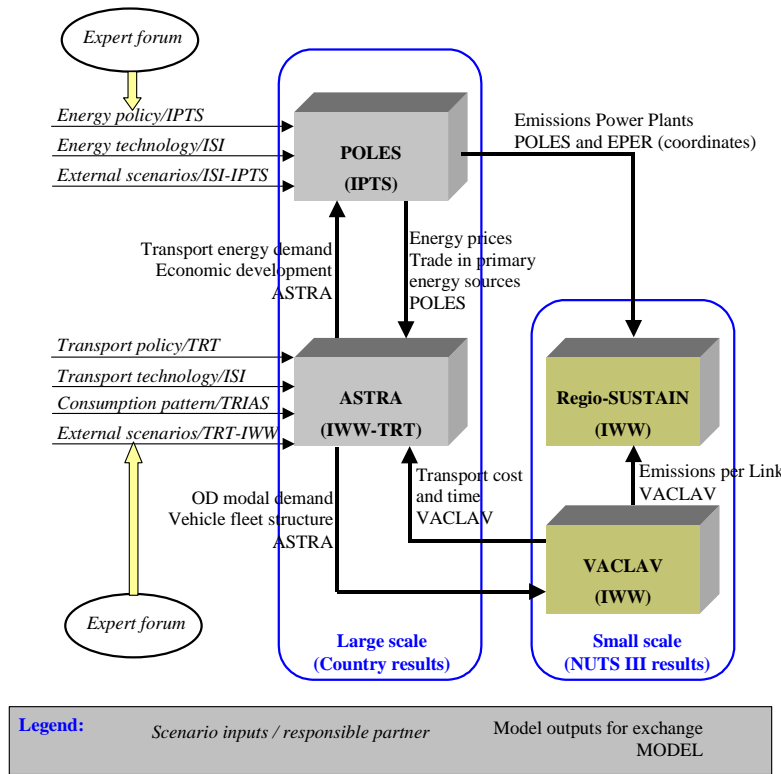 Expert forum
Energy policy/IPTS
Energy technology/ISI
External scenarios/ISI-IPTS
POLES
(IPTS)
Emissions Power Plants
POLES and EPER (coordinates)
Transport energy demand
Economic development
ASTRA
Energy prices
Trade in primary
energy sources
POLES
Transport policy/TRT
Transport technology/ISI
Consumption pattern/TRIAS
External scenarios/TRT-IWW
ASTRA
(IWW-TRT)
Regio-SUSTAIN
(IWW)
OD modal demand
Vehicle fleet structure
ASTRA
Transport cost
and time
VACLAV
Emissions per Link
VACLAV
VACLAV
(IWW)
Expert forum
Large scale
(Country results)
Small scale
(NUTS III results)
Legend:
Scenario inputs / responsible partner
Model outputs for exchange
MODEL